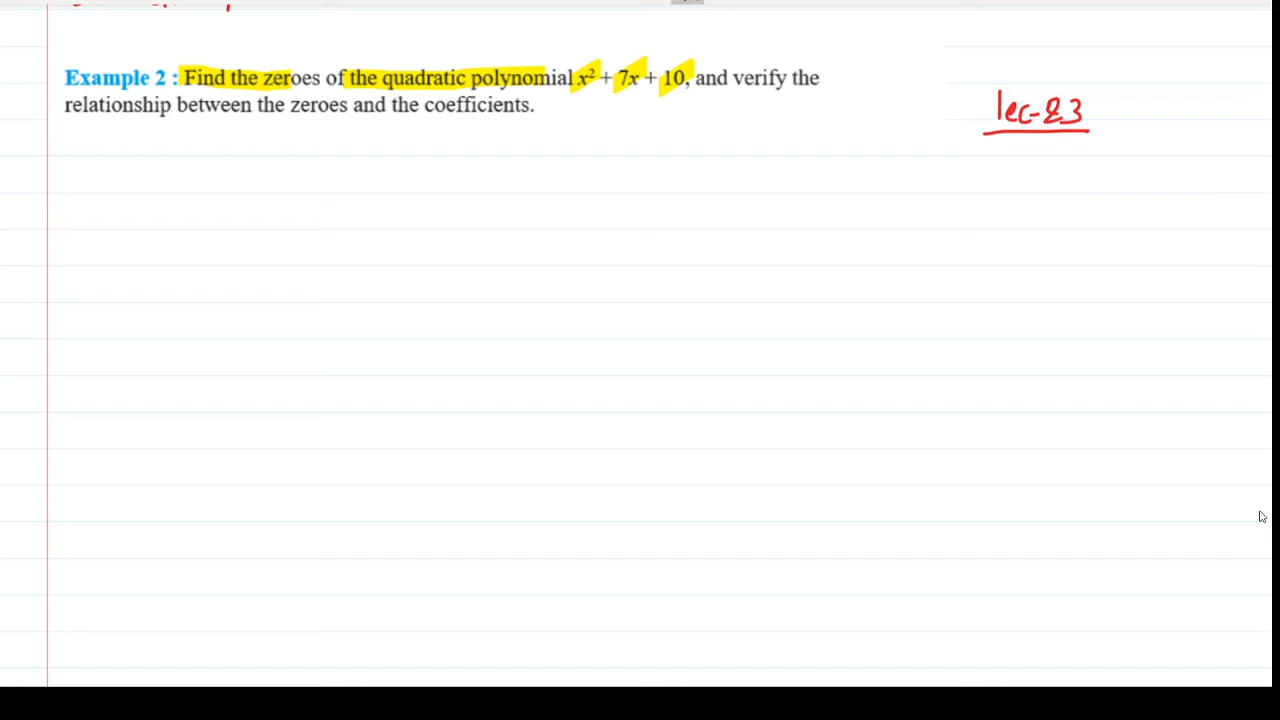 Example 2 : Find the zeroes of the quadratic polynomial x² + 7x + 10, and verify the
relationship between the zeroes and the coefficients.
lec-23